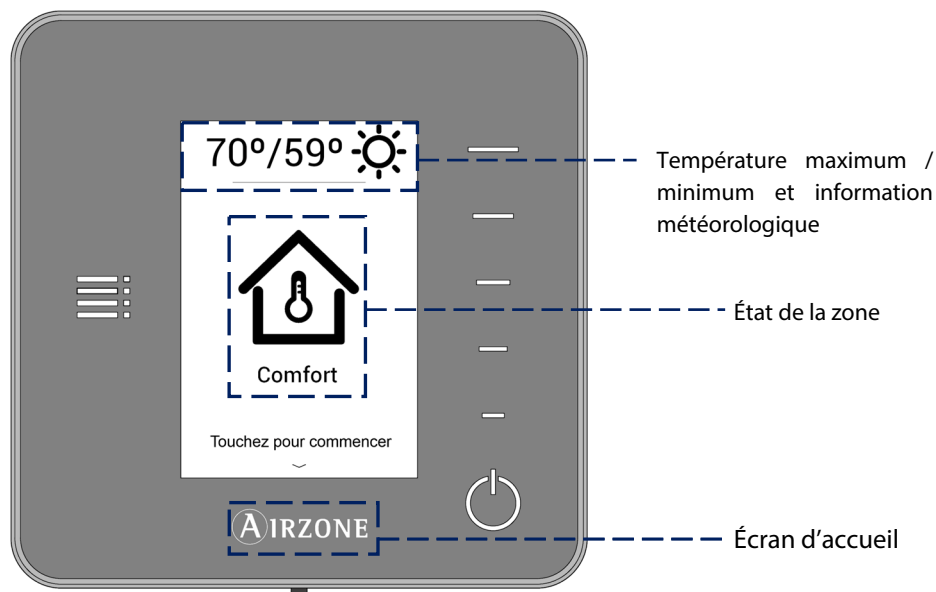 70º/59º
Température maximum /
minimum et information
météorologique
État de la zone
Comfort
Touchez pour commencer
AIRZONE
Écran d’accueil